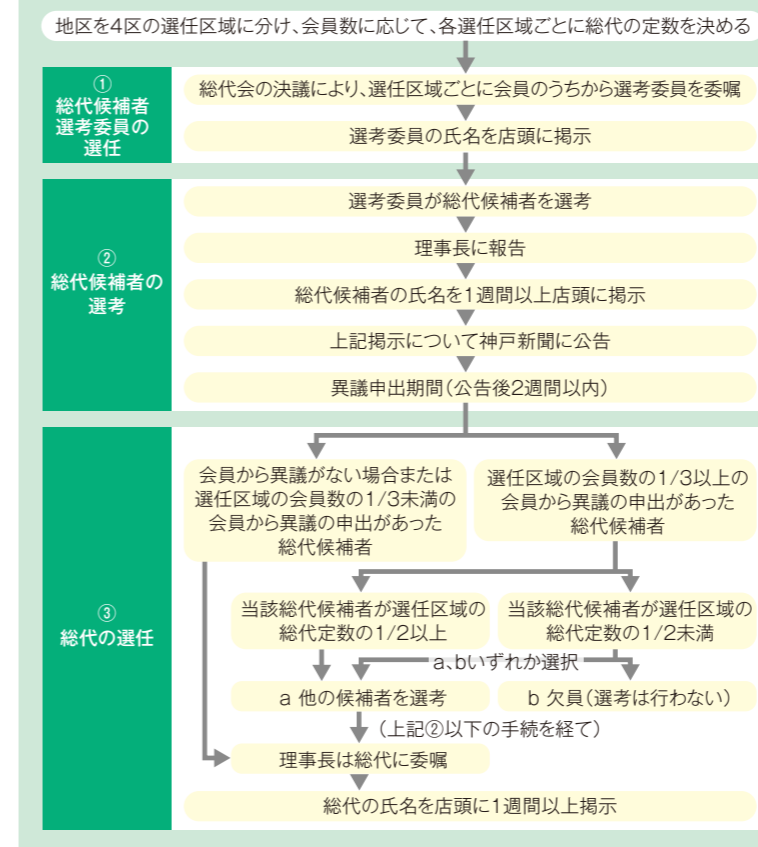 地区を4区の選任区域に分け、会員数に応じて、各選任区域ごとに総代の定数を決める
①
総代候補者
選考委員の
選任
総代会の決議により、選任区域ごとに会員のうちから選考委員を委嘱
選考委員の氏名を店頭に掲示
②
総代候補者の
選考
選考委員が総代候補者を選考
理事長に報告
総代候補者の氏名を1週間以上店頭に掲示
上記掲示について神戸新聞に公告
異議申出期間(公告後2週間以内)
③
総代の選任
会員から異議がない場合または
選任区域の会員数の1/3未満の
会員から異議の申出があった
総代候補者
選任区域の会員数の1/3以上の
会員から異議の申出があった
総代候補者
当該総代候補者が選任区域の
総代定数の1/2以上
当該総代候補者が選任区域の
総代定数の1/2未満
a、bいずれか選択
a 他の候補者を選考
b 欠員(選考は行わない)
(上記②以下の手続を経て)
理事長は総代に委嘱
総代の氏名を店頭に1週間以上掲示